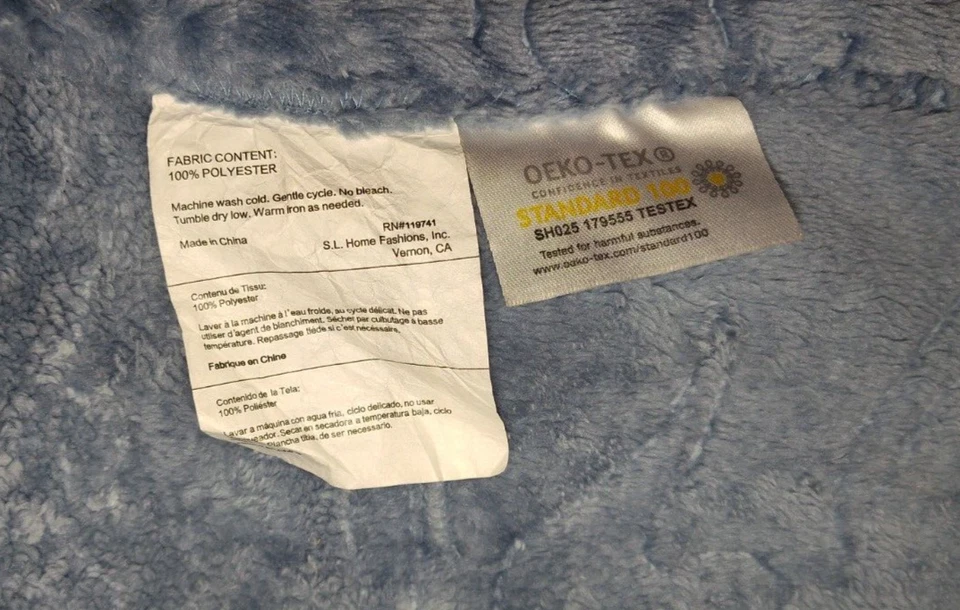 FABRIC CONTENT:
100% POLYESTER
Machine wash cold. Gentle cycle. No bleach.
Tumble dry low. Warm iron as needed.
RN#119741
Made in China
S.L. Home Fashions, Inc.
Vernon, CA
Contenu de Tissu:
100% Polyester
Laver à la machine à l'eau froide, au cycle délicat. Ne pas
utiliser d'agent de blanchiment. Sécher par culbutage à basse
température. Repassage tiède si c'est nécessaire.
Fabrique en Chine
Contenido de la Tela:
100% Poliéster
Lavar a máquina con agua fria, ciclo delicado, no usar
Secar en secadora a temperatura baja, ciclo
Plancha tibia, de ser necesario.
OEKO-TEX®
CONFIDENCE IN TEXTILES
STANDARD 100
SH025 179555 TESTEX
Tested for harmful substances.
www.oeko-tex.com/standard100